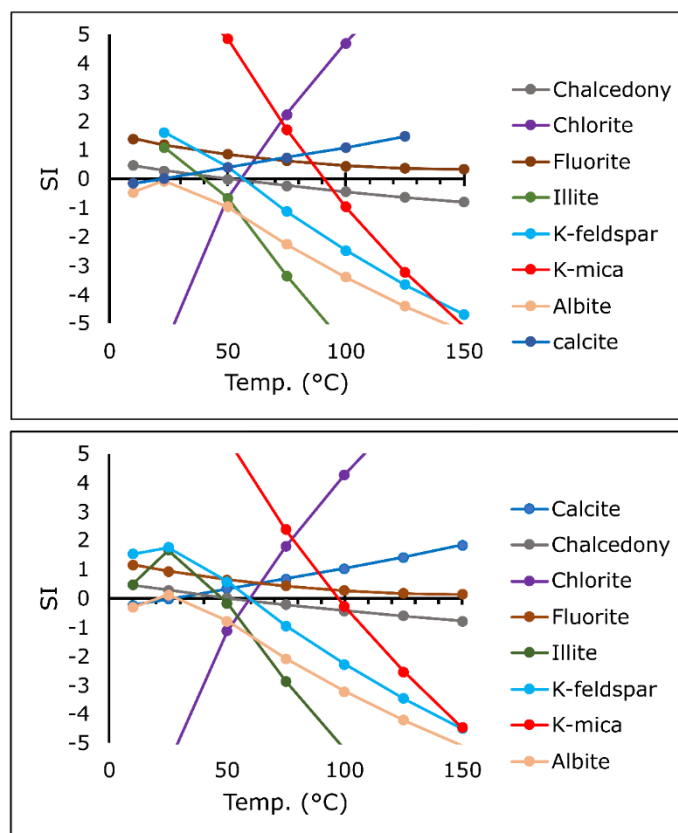 5
4
3
2
1
0
-1
-2
-3
-4
-5
SI
0
50
100
150
Temp. (°C)
Chalcedony
Chlorite
Fluorite
Illite
K-feldspar
K-mica
Albite
calcite
5
4
3
2
1
0
-1
-2
-3
-4
-5
SI
0
50
100
150
Temp. (°C)
Calcite
Chalcedony
Chlorite
Fluorite
Illite
K-feldspar
K-mica
Albite